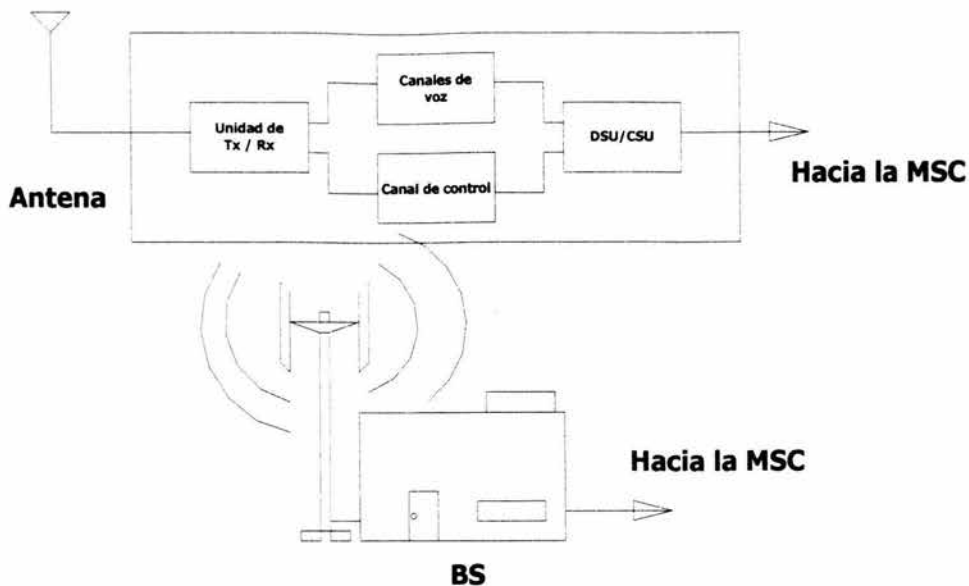 Canales de
voz
Unidad de
Tx / Rx
DSU/CSU
Hacia la MSC
Antena
Canal de control
Hacia la MSC
BS